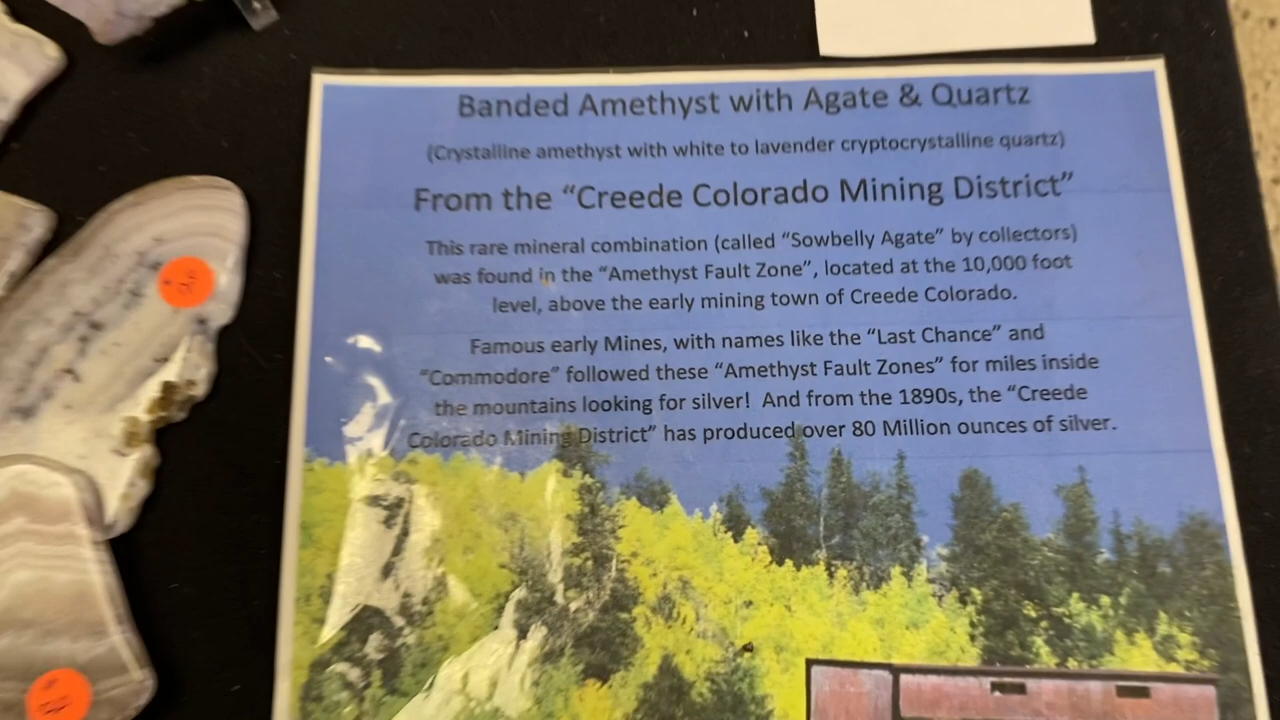 Banded Amethyst with Agate & Quartz
(Crystalline amethyst with white to lavender cryptocrystalline quartz)
From the “Creede Colorado Mining District”
This rare mineral combination (called “Sowbelly Agate” by collectors)
was found in the “Amethyst Fault Zone”, located at the 10,000 foot
level, above the early mining town of Creede Colorado.
Famous early Mines, with names like the “Last Chance” and
“Commodore” followed these “Amethyst Fault Zones” for miles inside
the mountains looking for silver!  And from the 1890s, the “Creede
Colorado Mining District” has produced over 80 Million ounces of silver.